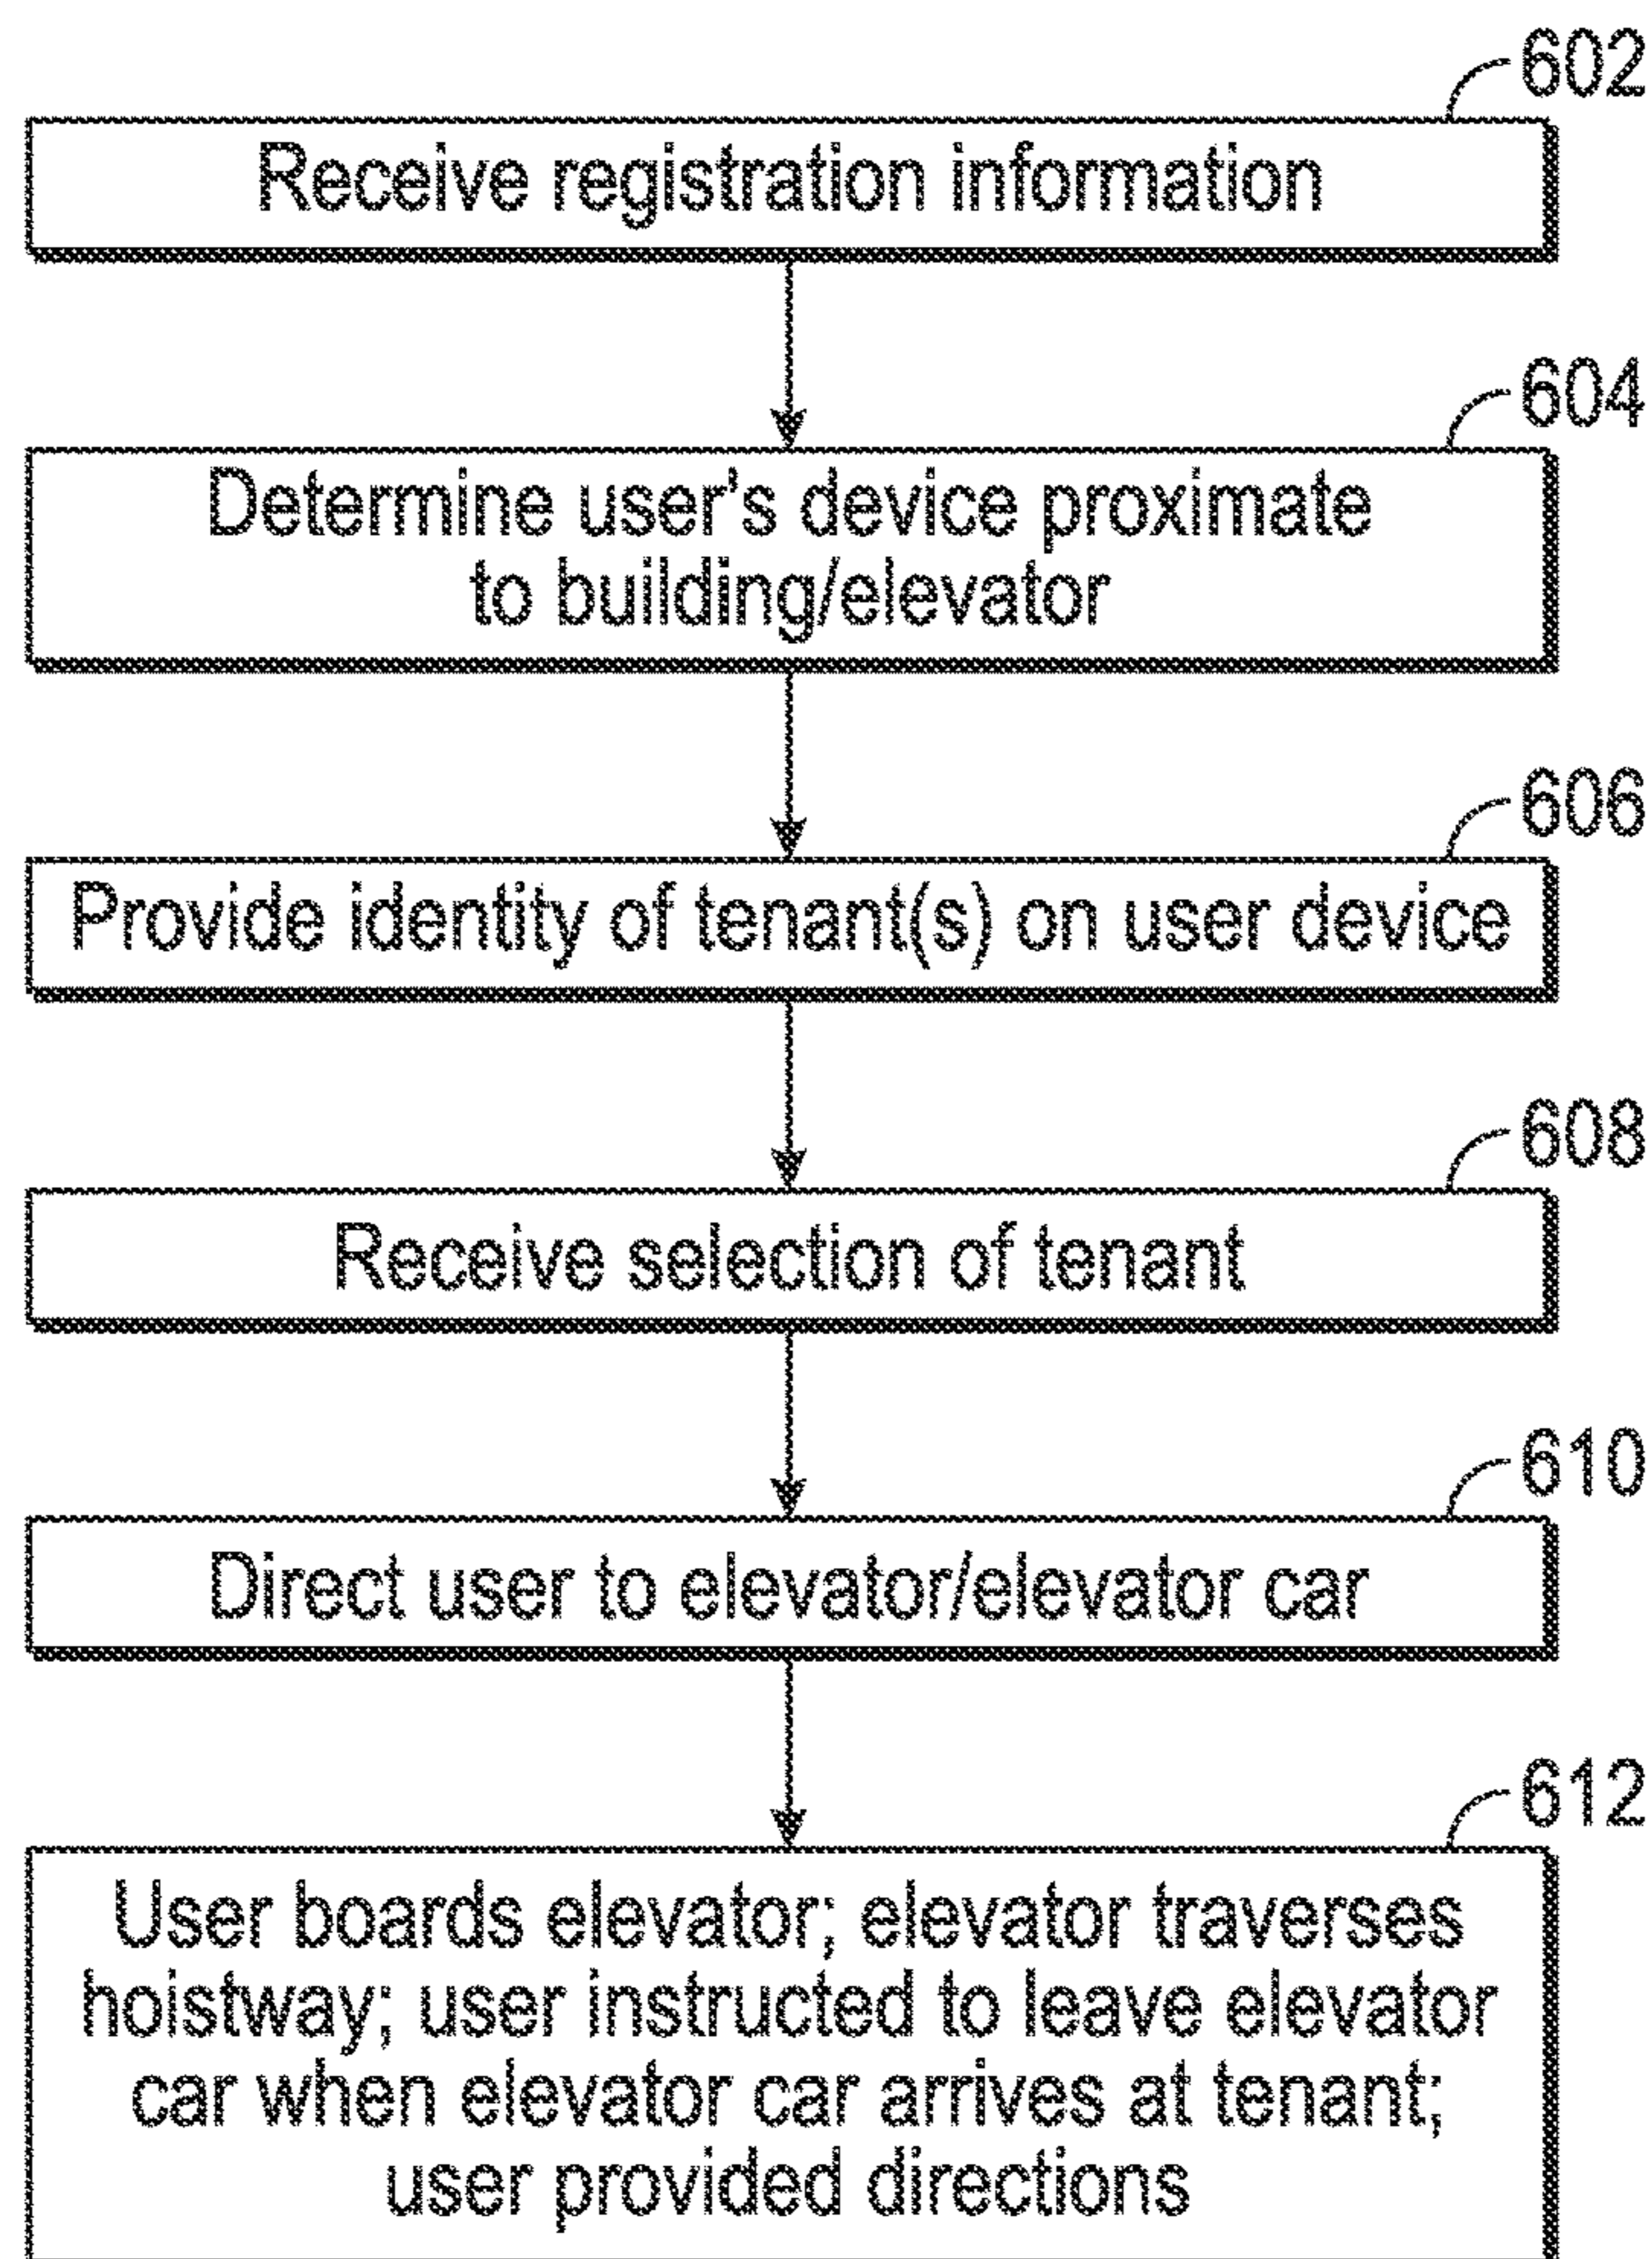 602
Receive registration information
604
Determine user's device proximate
to building/elevator
606
Provide identity of tenant(s) on user device
608
Receive selection of tenant
610
Direct user to elevator/elevator car
612
User boards elevator; elevator traverses
hoistway; user instructed to leave elevator
car when elevator car arrives at tenant;
user provided directions